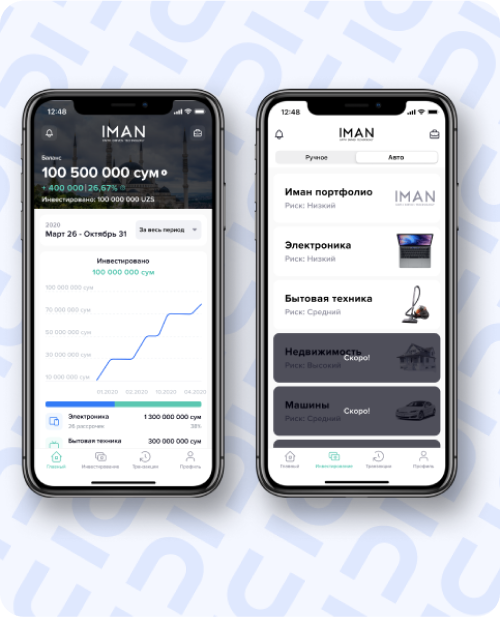 12:48
IMAN
Баланс
100 500 000 сум
+ 400 000 | 26.67%
Инвестировано: 100 000 000 UZS
2020
Март 26 - Октябрь 31
За весь период
Инвестировано
100 000 000 сум
100 000 000 сум
70 000 000 сум
50 000 000 сум
30 000 000 сум
10 000 000 сум
01.2020 02.2020 10.2020 04.2020
Электроника 1 300 000 000 сум
26 рассрочек 38%
Бытовая техника 300 000 000 сум
Главный Инвестирование Транзакции Профиль
12:48
IMAN
Ручное Авто
Иман портфолио
Риск: Низкий
IMAN
Электроника
Риск: Низкий
Бытовая техника
Риск: Средний
Недвижимость
Скоро!
Риск: Высокий
Машины
Скоро!
Риск: Средний
Главный Инвестирование Транзакции Профиль